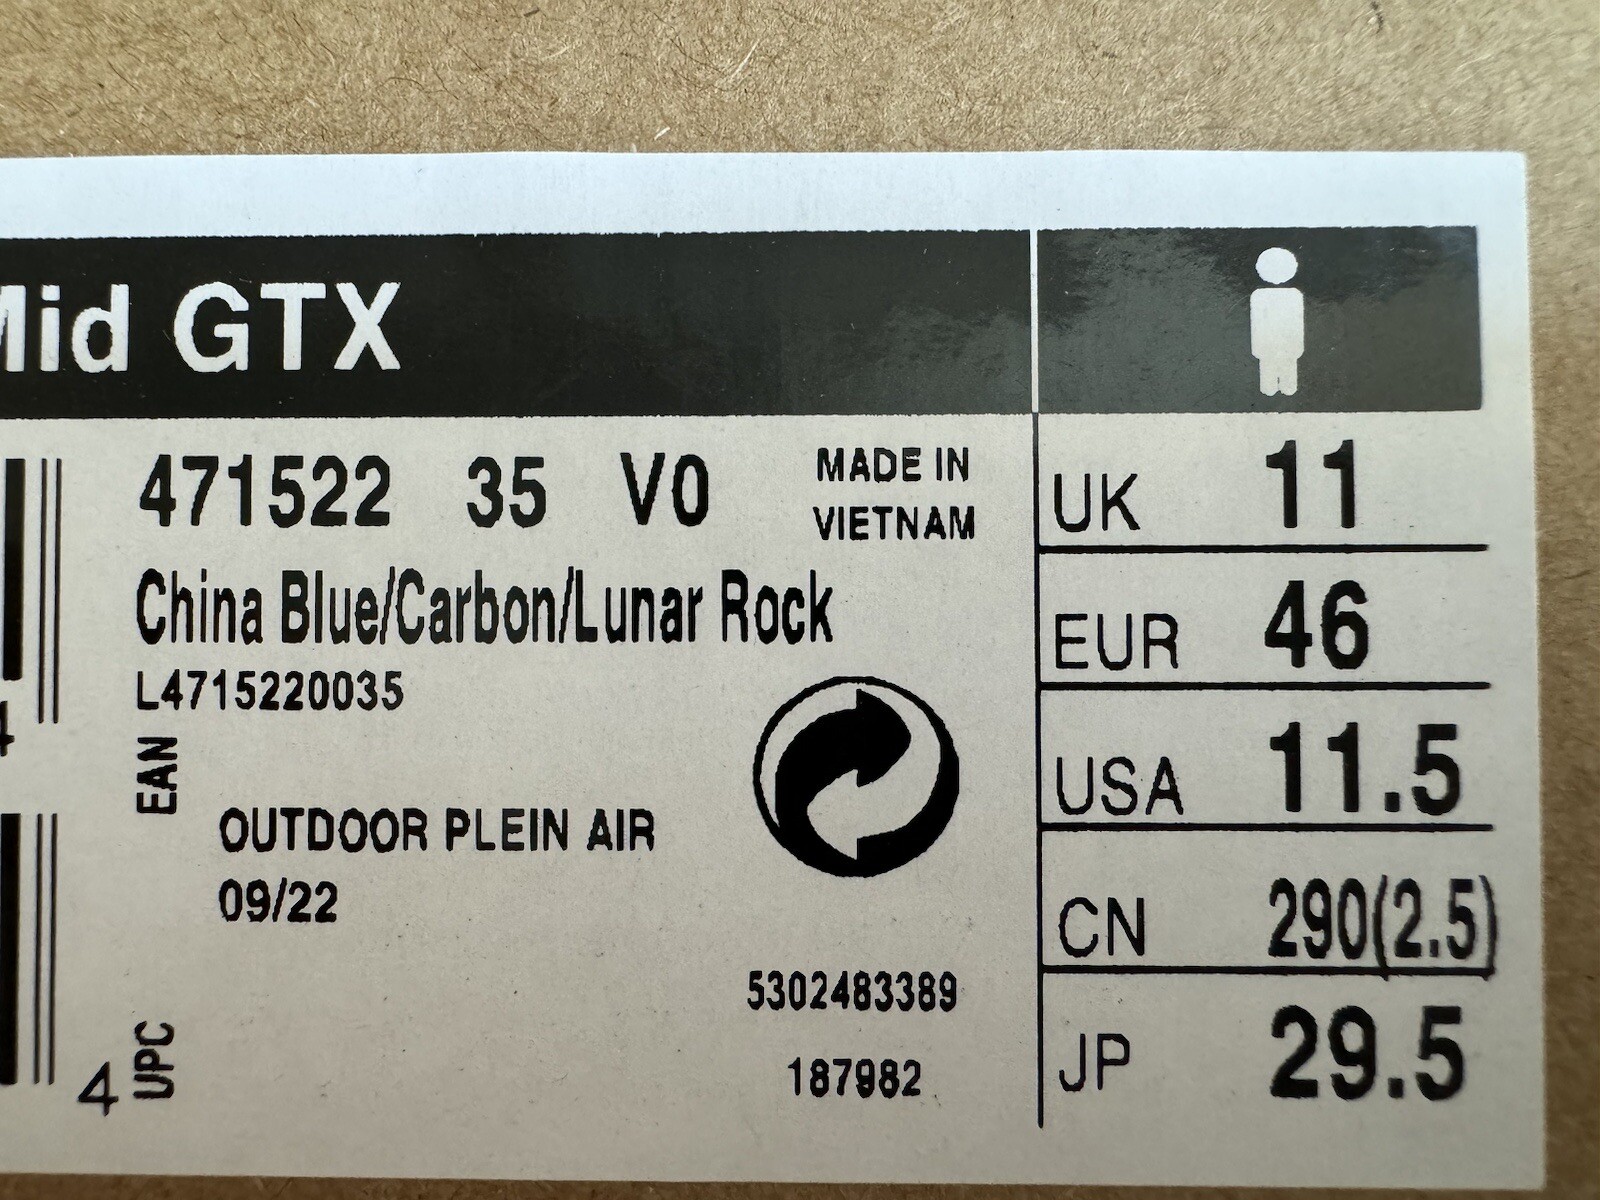 Mid GTX
471522 35 V0
MADE IN
VIETNAM
China Blue/Carbon/Lunar Rock
L4715220035
EAN
OUTDOOR PLEIN AIR
09/22
5302483389
187982
4
4
UPC
UK 11
EUR 46
USA 11.5
CN 290(2.5)
JP 29.5